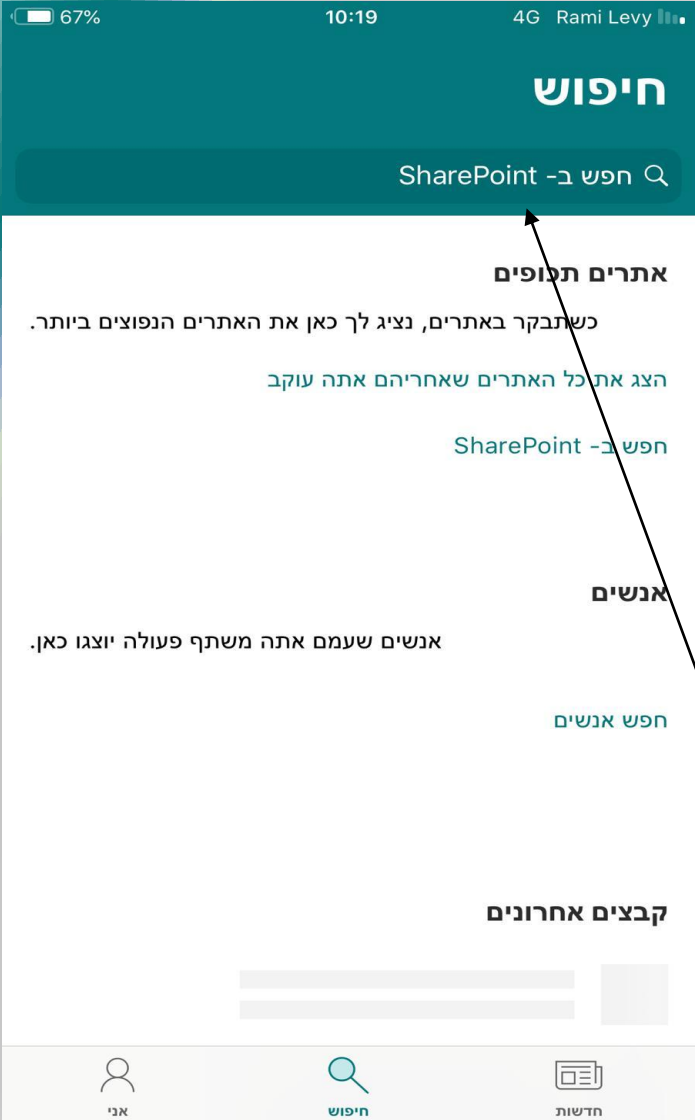 67% 10:19 4G Rami Levy
חיפוש
חפש ב- SharePoint
אתרים תכופים
כשתבקר באתרים, נציג לך כאן את האתרים הנפוצים ביותר.
הצג את כל האתרים שאחריהם אתה עוקב
חפש ב- SharePoint
אנשים
אנשים שעמם אתה משתף פעולה יוצגו כאן.
חפש אנשים
קבצים אחרונים
חדשות
חיפוש
אני